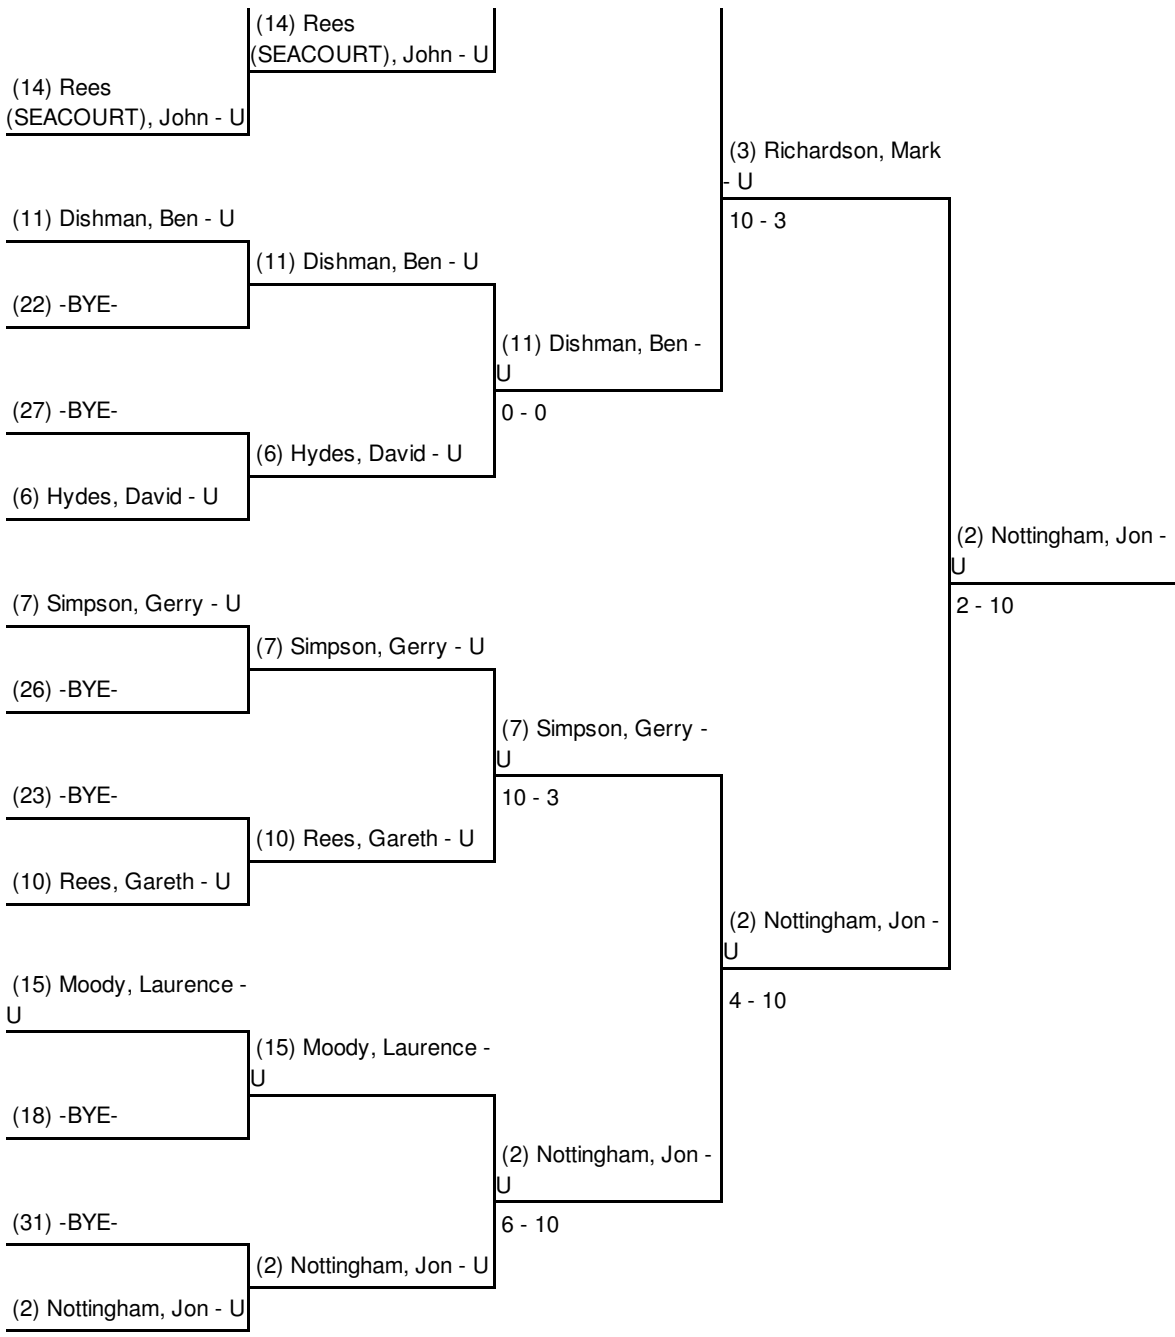 (14) Rees
(SEACOURT), John - U
(14) Rees
(SEACOURT), John - U
(3) Richardson, Mark
- U
10 - 3
(11) Dishman, Ben - U
(11) Dishman, Ben - U
(22) -BYE-
(11) Dishman, Ben -
U
0 - 0
(27) -BYE-
(6) Hydes, David - U
(6) Hydes, David - U
(2) Nottingham, Jon -
U
2 - 10
(7) Simpson, Gerry - U
(7) Simpson, Gerry - U
(26) -BYE-
(7) Simpson, Gerry -
U
10 - 3
(23) -BYE-
(10) Rees, Gareth - U
(10) Rees, Gareth - U
(2) Nottingham, Jon -
U
4 - 10
(15) Moody, Laurence -
U
(15) Moody, Laurence -
U
(18) -BYE-
(2) Nottingham, Jon -
U
6 - 10
(31) -BYE-
(2) Nottingham, Jon - U
(2) Nottingham, Jon - U